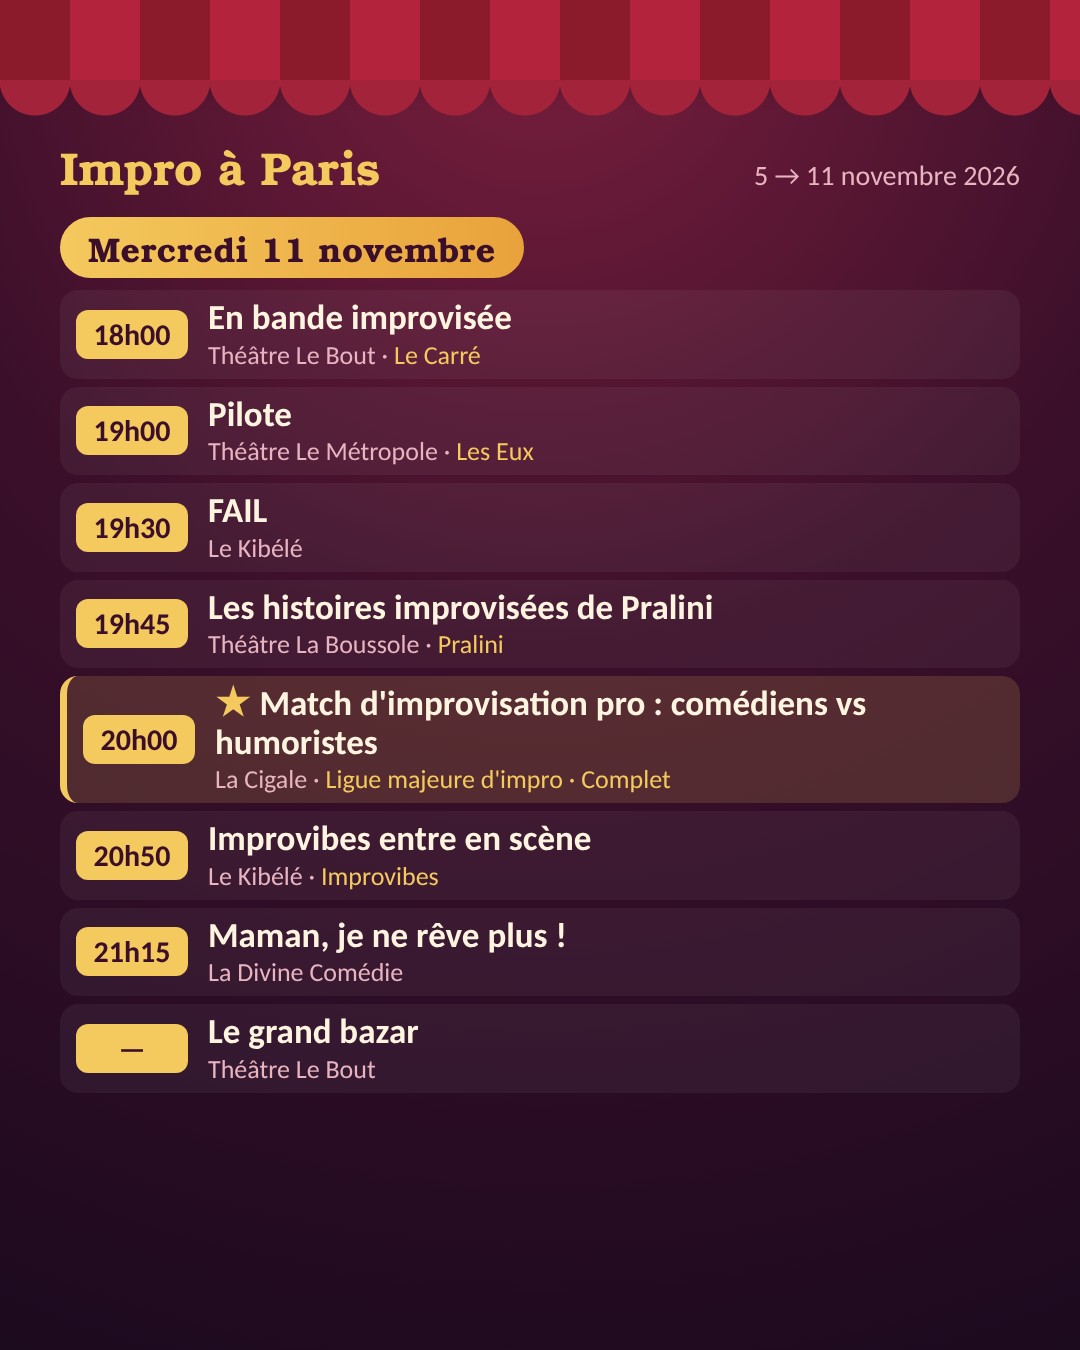 Impro à Paris
5 → 11 novembre 2026
Mercredi 11 novembre
18h00
En bande improvisée
Théâtre Le Bout · Le Carré
19h00
Pilote
Théâtre Le Métropole · Les Eux
19h30
FAIL
Le Kibélé
19h45
Les histoires improvisées de Pralini
Théâtre La Boussole · Pralini
20h00
★ Match d'improvisation pro : comédiens vs
humoristes
La Cigale · Ligue majeure d'impro · Complet
20h50
Improvibes entre en scène
Le Kibélé · Improvibes
21h15
Maman, je ne rêve plus !
La Divine Comédie
—
Le grand bazar
Théâtre Le Bout